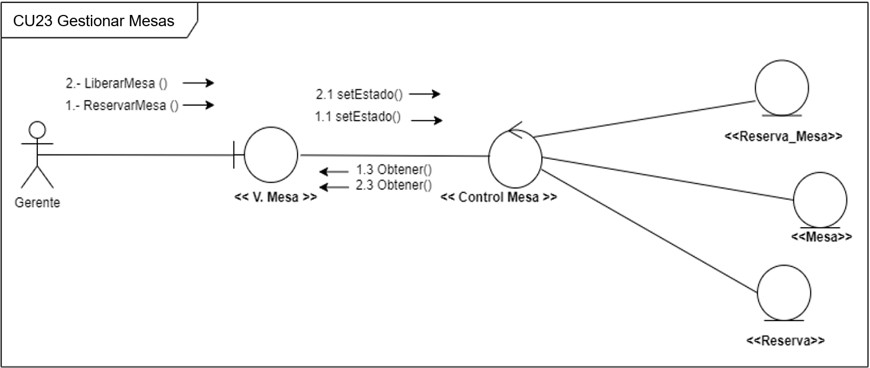 CU23 Gestionar Mesas
2.- LiberarMesa ()
1.- ReservarMesa ()
2.1 setEstado()
1.1 setEstado()
1.3 Obtener()
2.3 Obtener()
Gerente
<< V. Mesa >>
<< Control Mesa >>
<<Reserva_Mesa>>
<<Mesa>>
<<Reserva>>